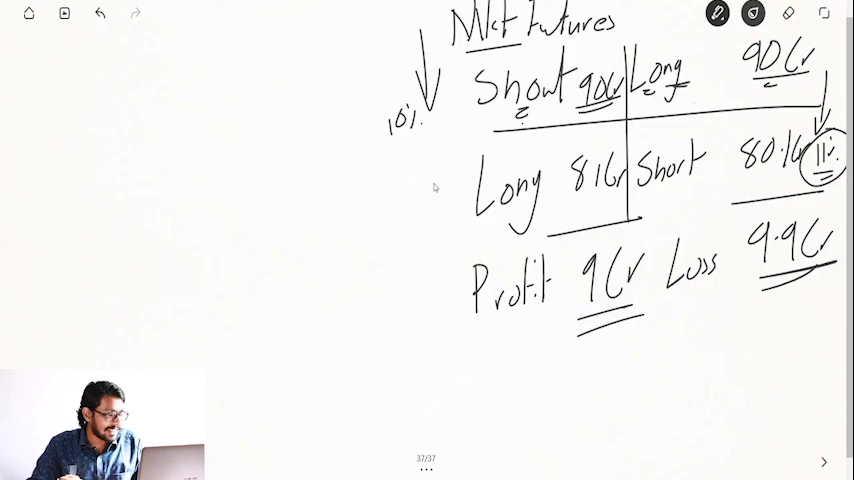 Mkt Futures
Short 90Cr Long 90Cr
10%.
Long 81Cr Short 80.1Cr 11%
Profit 9Cr Loss 9.9Cr
37/37